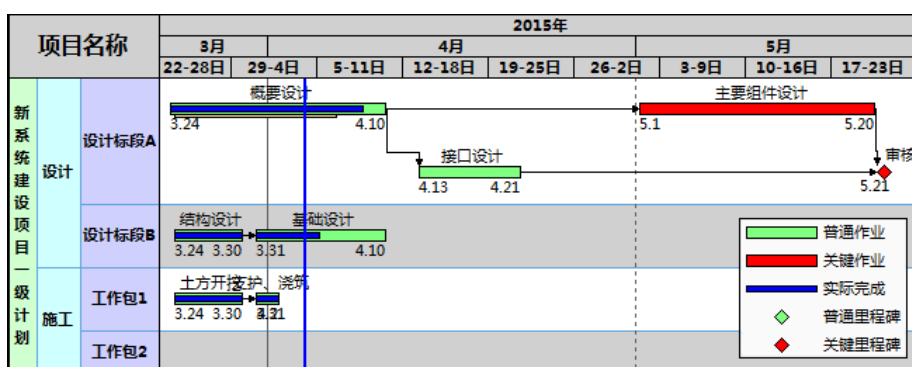 项目名称
2015年
3月
4月
5月
22-28日
29-4日
5-11日
12-18日
19-25日
26-2日
3-9日
10-16日
17-23日
新系统建设项目一级计划
设计
设计标段A
概要设计
3.24
4.10
主要组件设计
5.1
5.20
接口设计
4.13
4.21
审核
5.21
设计标段B
结构设计
3.24
3.30
基础设计
3.31
4.10
施工
工作包1
土方开挖
支护、浇筑
3.24
3.30
工作包2
普通作业
关键作业
实际完成
普通里程碑
关键里程碑